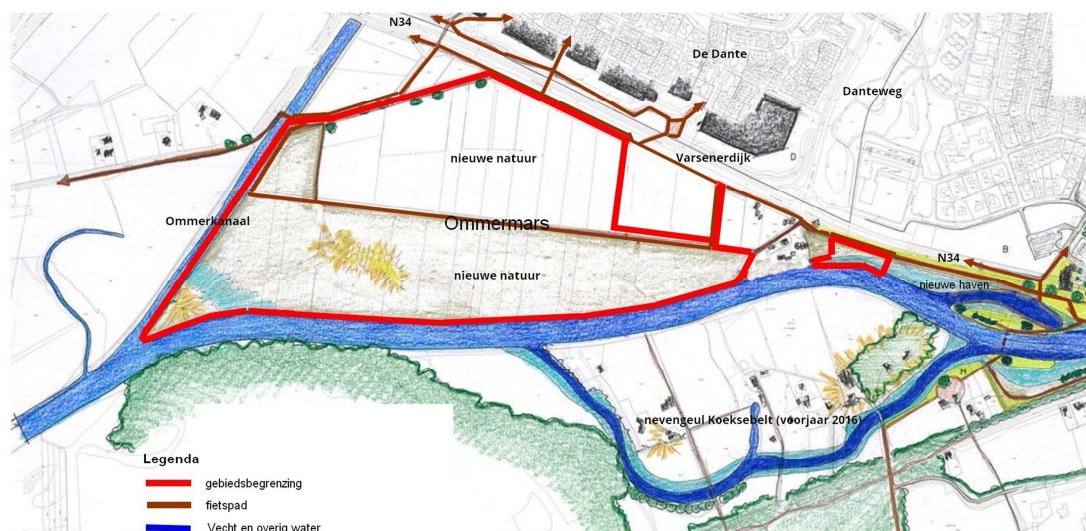 N34
De Dante
Danteweg
nieuwe natuur
Varsenerdijk
D
Ommerkanaal
Ommermars
nieuwe natuur
B
N34
nieuwe haven
H
nevengeul Koeksebelt (voorjaar 2016)
Legenda
gebiedsbegrenzing
fietspad
Vecht en overig water